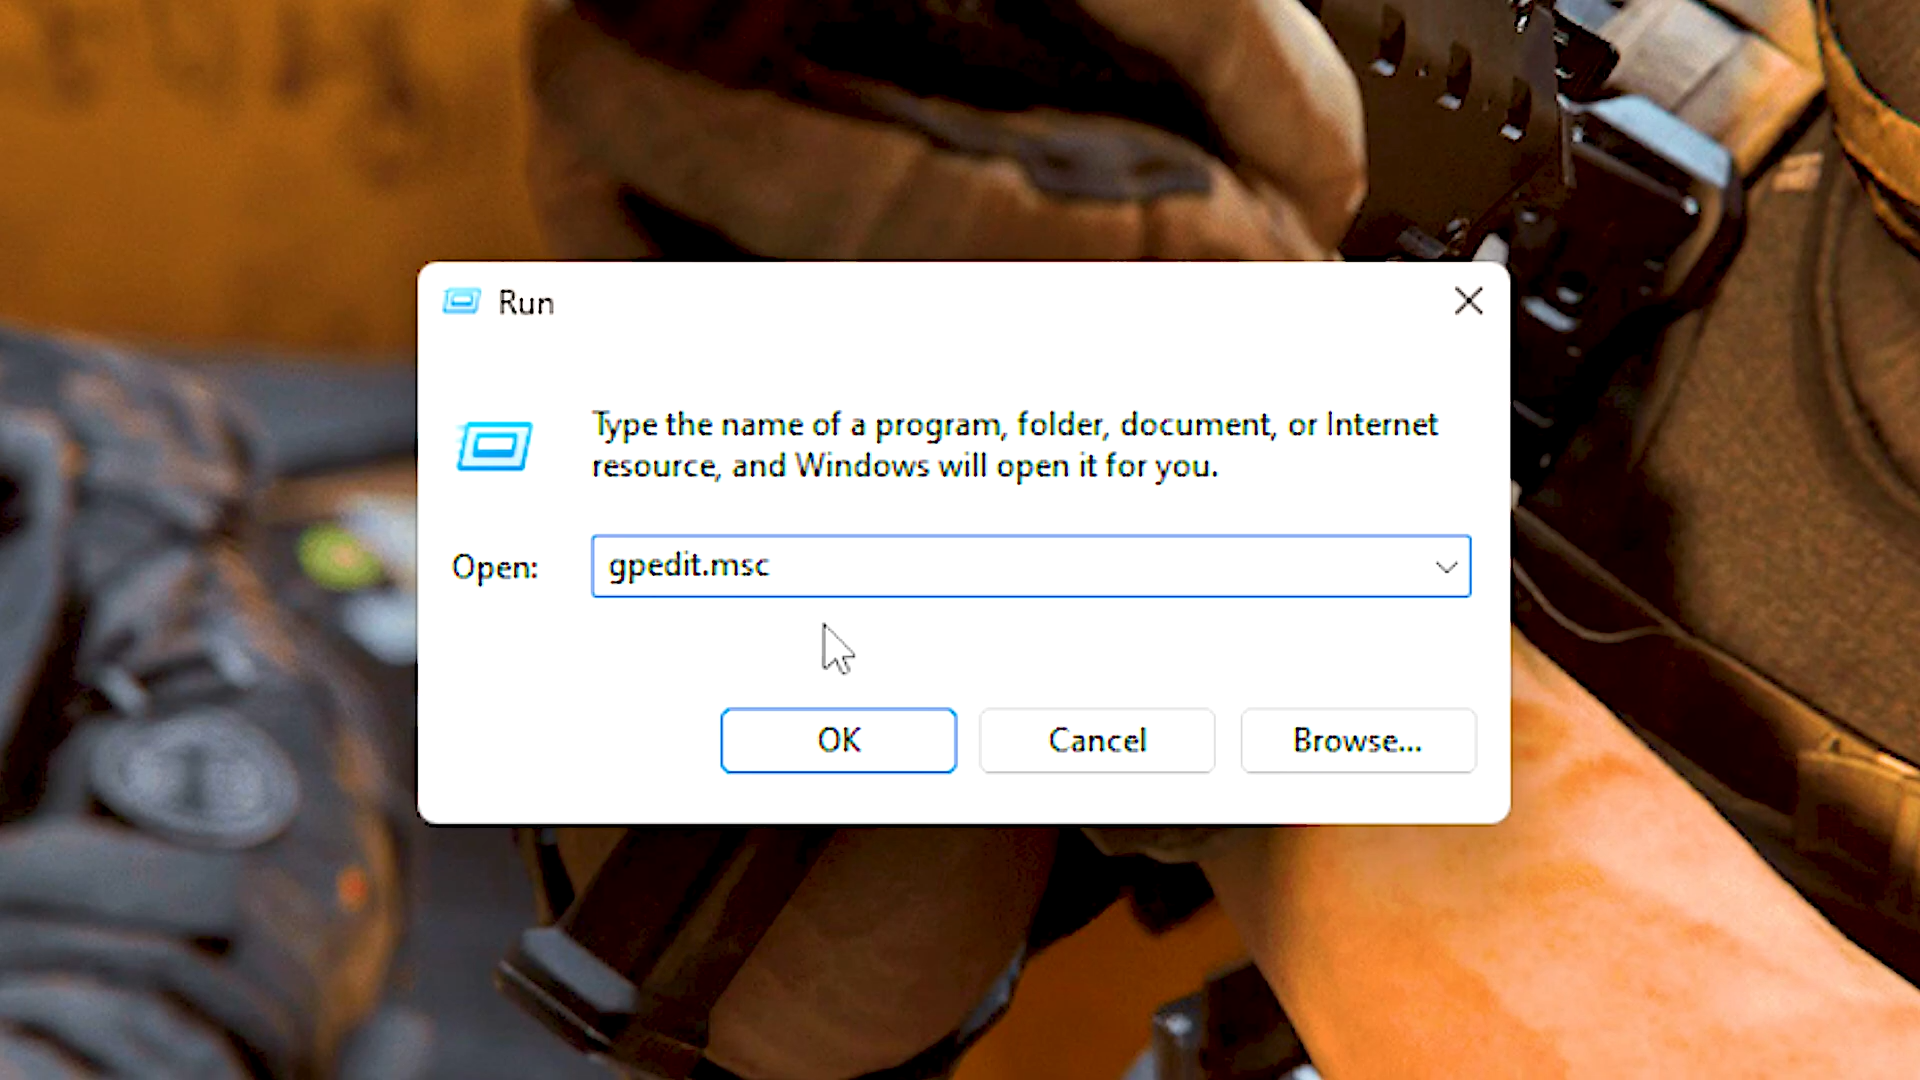 Run
Type the name of a program, folder, document, or Internet
resource, and Windows will open it for you.
Open:
gpedit.msc
OK
Cancel
Browse...